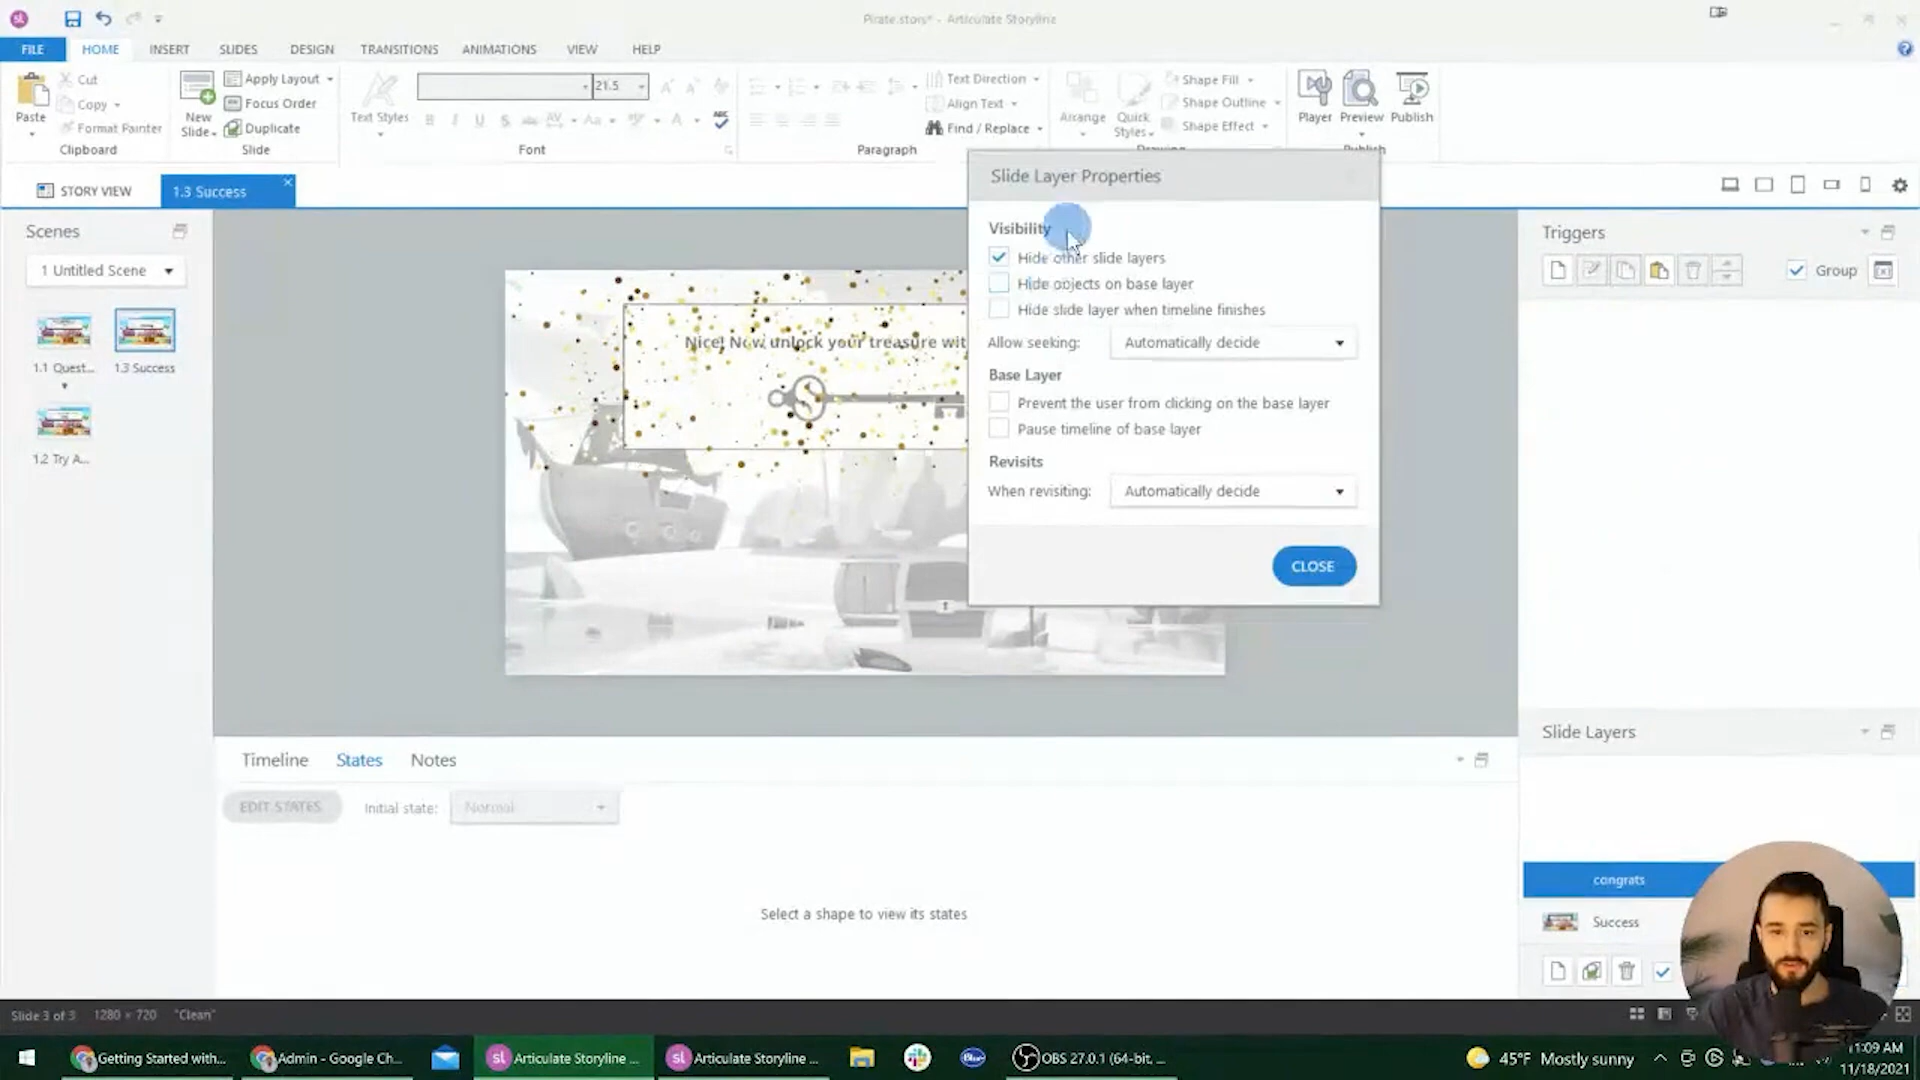 Pirate.story* - Articulate Storyline
FILE HOME INSERT SLIDES DESIGN TRANSITIONS ANIMATIONS VIEW HELP
Paste
Cut
Copy
Format Painter
Clipboard
New Slide
Apply Layout
Focus Order
Duplicate
Slide
Text Styles
21.5
Font
Text Direction
Align Text
Find / Replace
Paragraph
Arrange
Quick Styles
Shape Fill
Shape Outline
Shape Effect
Drawing
Player
Preview
Publish
Publish
STORY VIEW
1.3 Success
Scenes
1 Untitled Scene
1.1 Quest...
1.3 Success
1.2 Try A...
Nice! Now unlock your treasure wit
Slide Layer Properties
Visibility
Hide other slide layers
Hide objects on base layer
Hide slide layer when timeline finishes
Allow seeking: Automatically decide
Base Layer
Prevent the user from clicking on the base layer
Pause timeline of base layer
Revisits
When revisiting: Automatically decide
CLOSE
Triggers
Group
Timeline States Notes
EDIT STATES Initial state: Normal
Select a shape to view its states
Slide Layers
congrats
Success
Slide 3 of 3 1280 × 720 "Clean"
Getting Started with...
Admin - Google Ch...
Articulate Storyline ...
Articulate Storyline ...
OBS 27.0.1 (64-bit, ...
45°F Mostly sunny
11:09 AM
11/18/2021